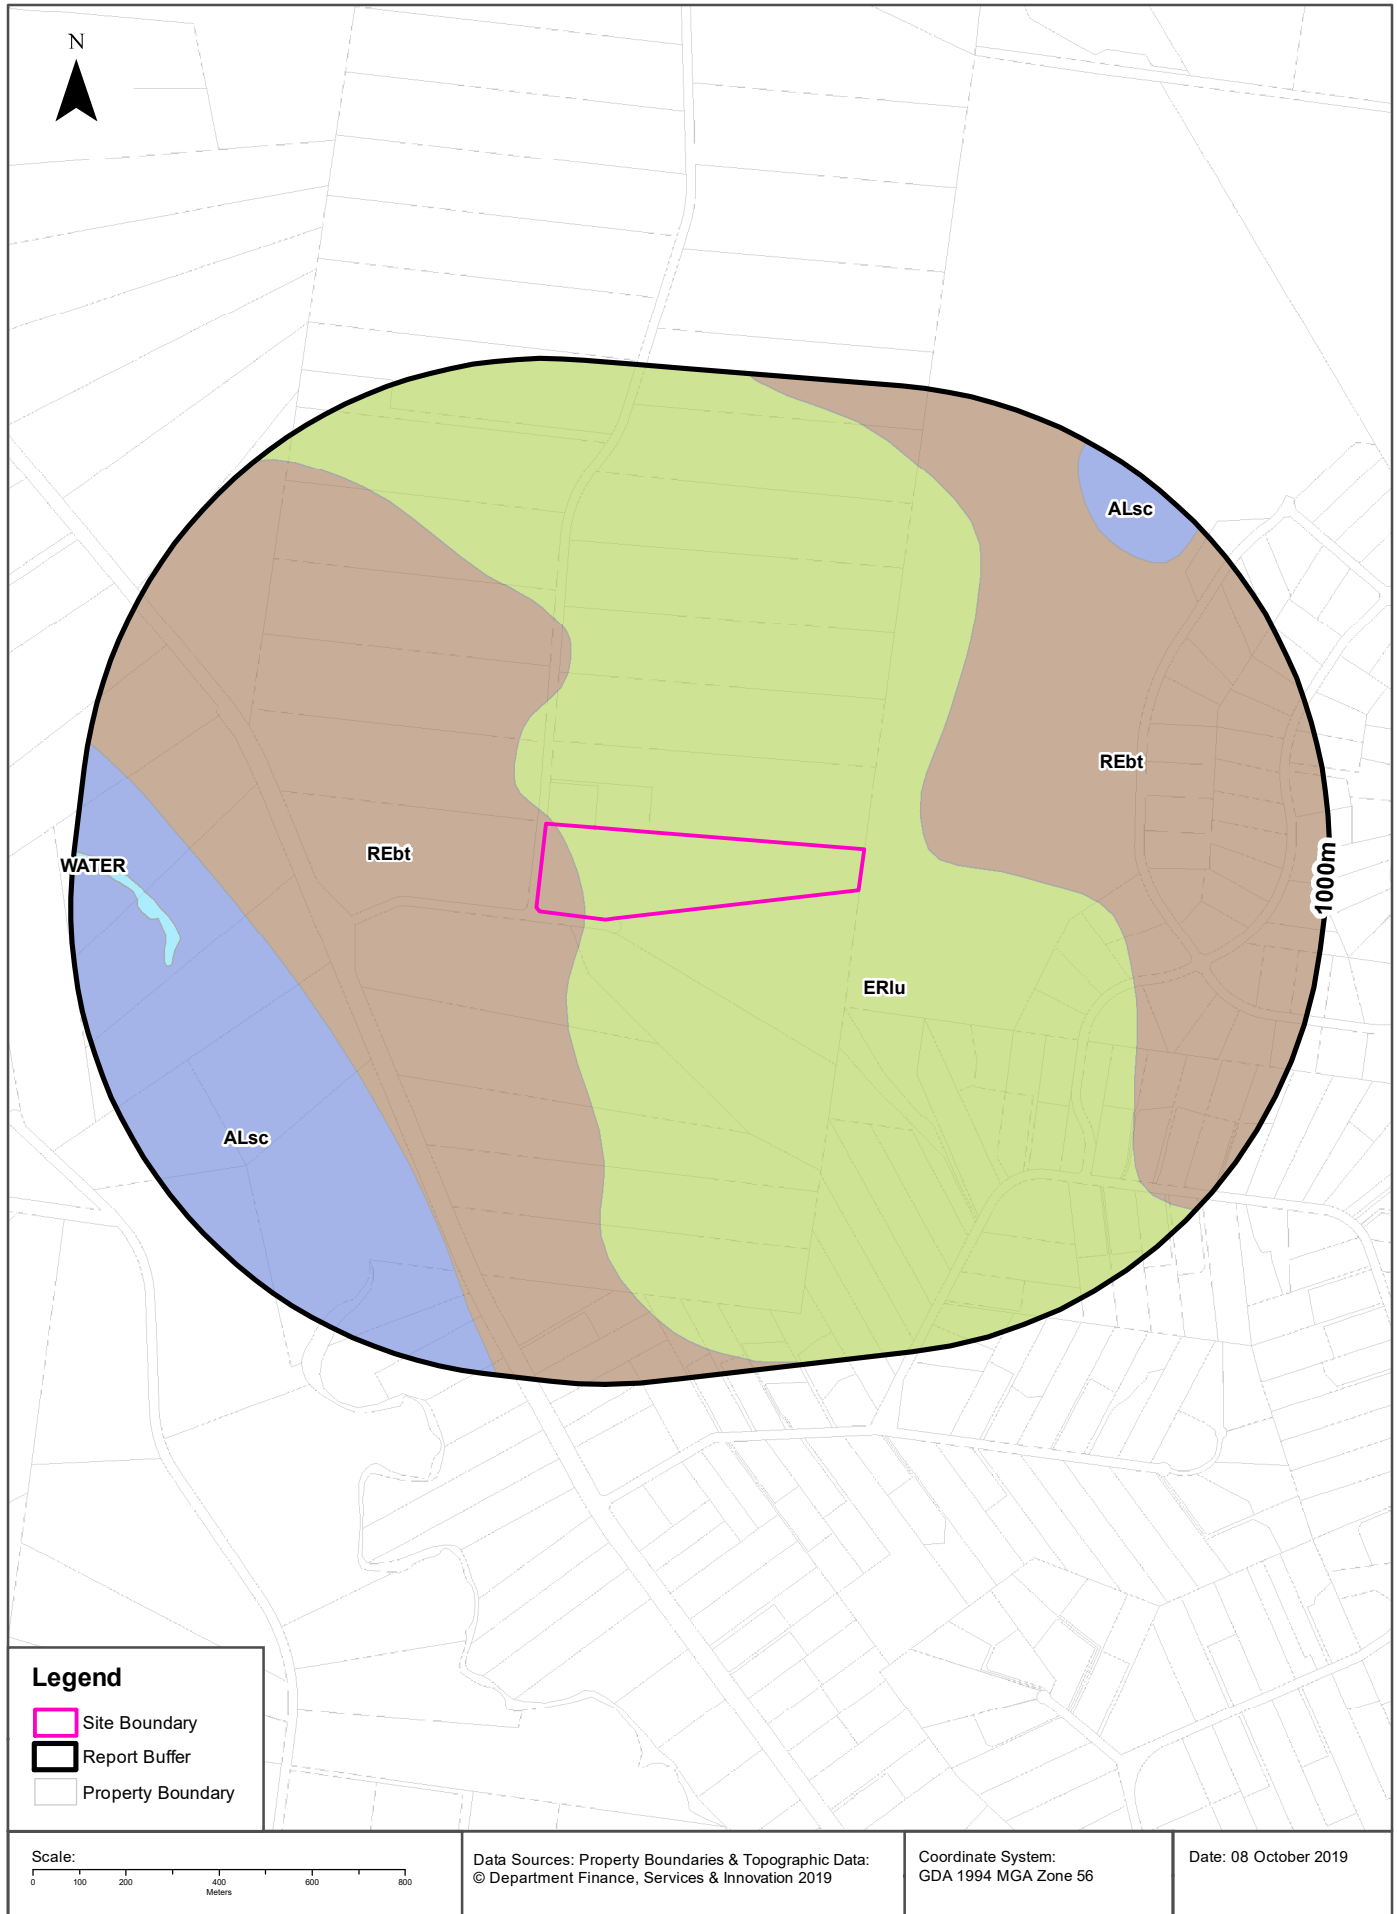 N
ALsc
REbt
REbt
WATER
1000m
ERlu
ALsc
Legend
Site Boundary
Report Buffer
Property Boundary
Scale:
0 100 200 400 600 800
Meters
Data Sources: Property Boundaries & Topographic Data:
© Department Finance, Services & Innovation 2019
Coordinate System:
GDA 1994 MGA Zone 56
Date: 08 October 2019